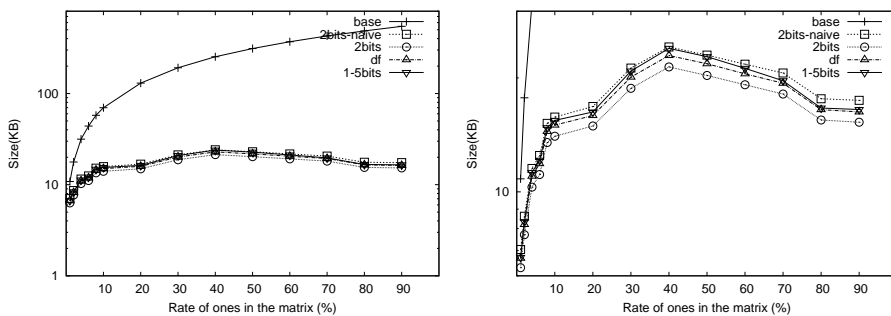 Size(KB)
100
10
1
10 20 30 40 50 60 70 80 90
Rate of ones in the matrix (%)
base
2bits-naive
2bits
df
1-5bits
Size(KB)
10
10 20 30 40 50 60 70 80 90
Rate of ones in the matrix (%)
base
2bits-naive
2bits
df
1-5bits